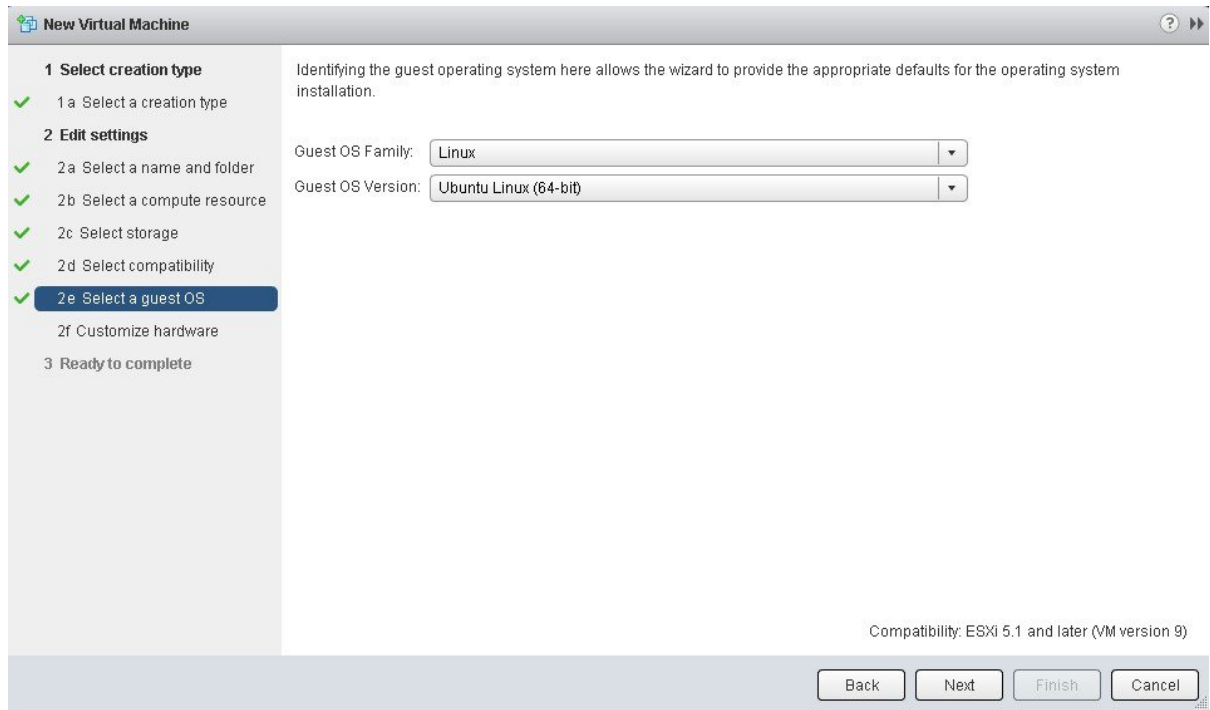 New Virtual Machine
1 Select creation type
1a Select a creation type
2 Edit settings
2a Select a name and folder
2b Select a compute resource
2c Select storage
2d Select compatibility
2e Select a guest OS
2f Customize hardware
3 Ready to complete
Identifying the guest operating system here allows the wizard to provide the appropriate defaults for the operating system
installation.
Guest OS Family: Linux
Guest OS Version: Ubuntu Linux (64-bit)
Compatibility: ESXi 5.1 and later (VM version 9)
Back Next Finish Cancel